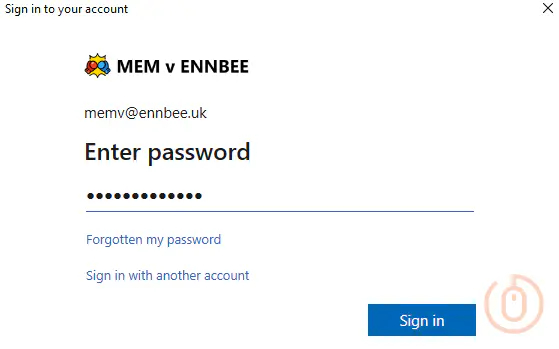 Sign in to your account
MEM v ENNBEE
memv@ennbee.uk
Enter password
•••••••••••••
Forgotten my password
Sign in with another account
Sign in